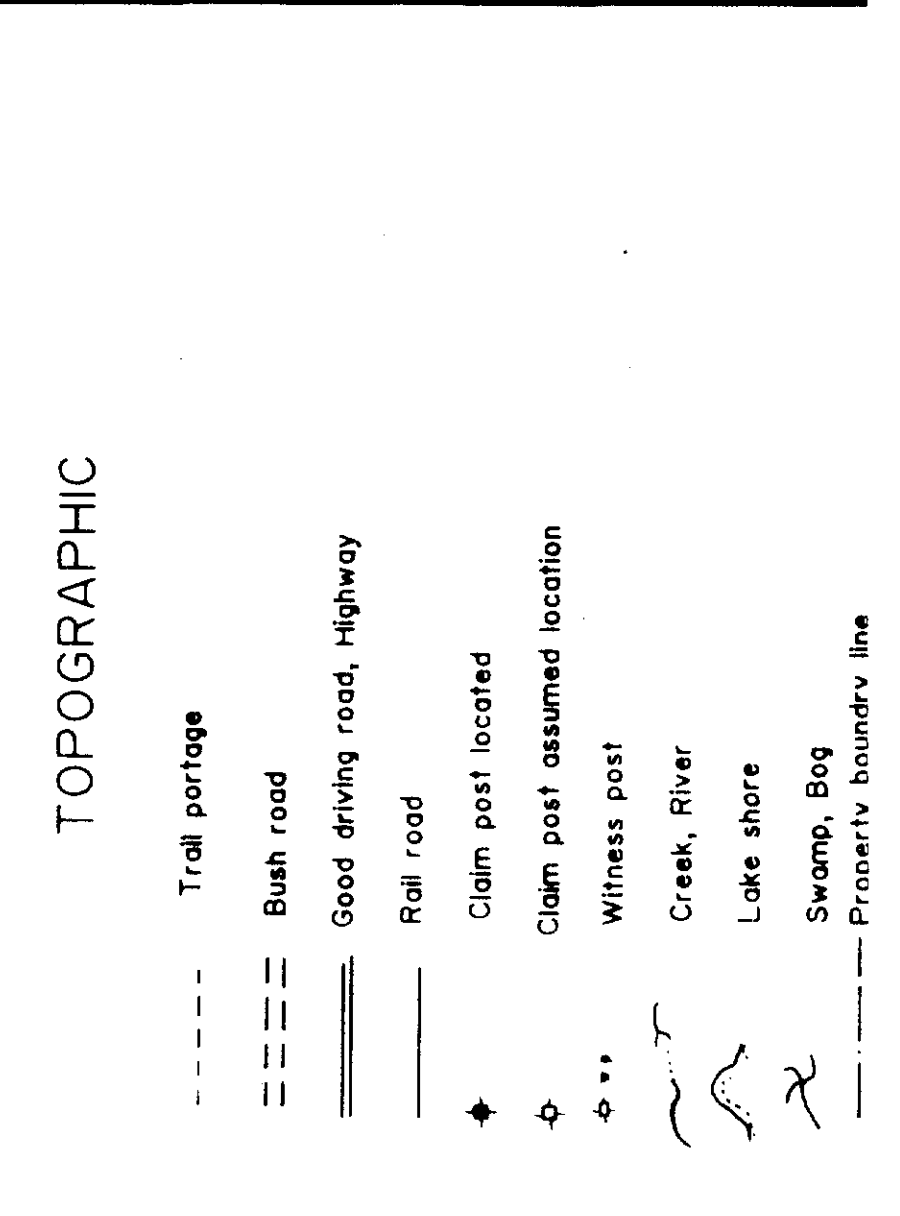 TOPOGRAPHIC
Trail portage
Bush road
Good driving road, Highway
Rail road
Claim post located
Claim post assumed location
Witness post
Creek, River
Lake shore
Swamp, Bog
Property boundry line